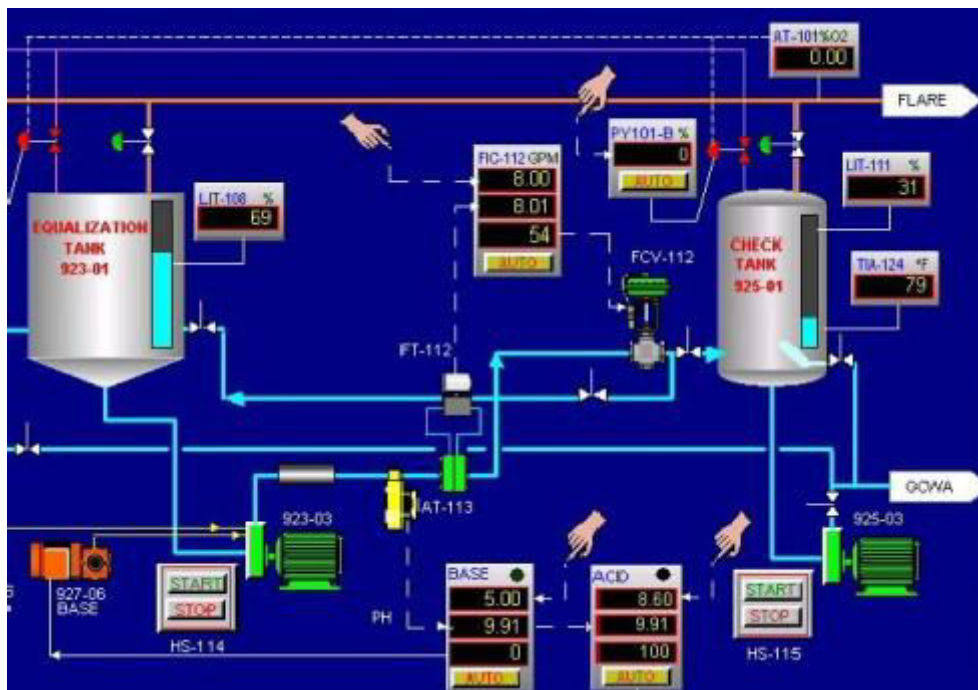 AT-101%O2
0.00
FLARE
PY101-B %
0
AUTO
FIC-112 GPM
8.00
8.01
54
AUTO
LIT-111 %
31
LIT-108 %
69
EQUALIZATION
TANK
923-01
CHECK
TANK
925-01
FCV-112
TIA-124 °F
79
IFT-112
AT-113
GCWA
923-03
925-03
927-06
BASE
START
STOP
HS-114
PH
BASE
5.00
9.91
0
AUTO
ACID
8.60
9.91
100
AUTO
START
STOP
HS-115